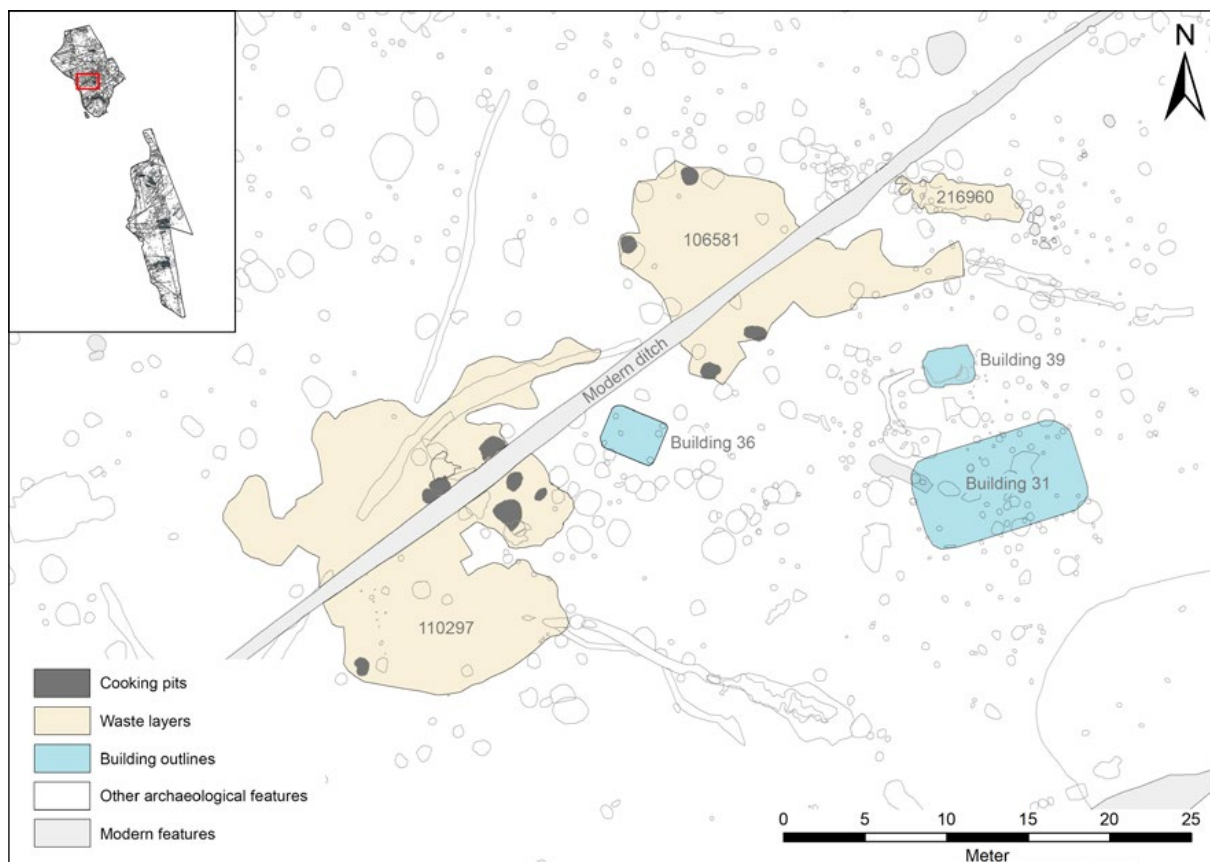 N
216960
106581
Modern ditch
Building 39
Building 36
Building 31
110297
Cooking pits
Waste layers
Building outlines
Other archaeological features
Modern features
0 5 10 15 20 25
Meter